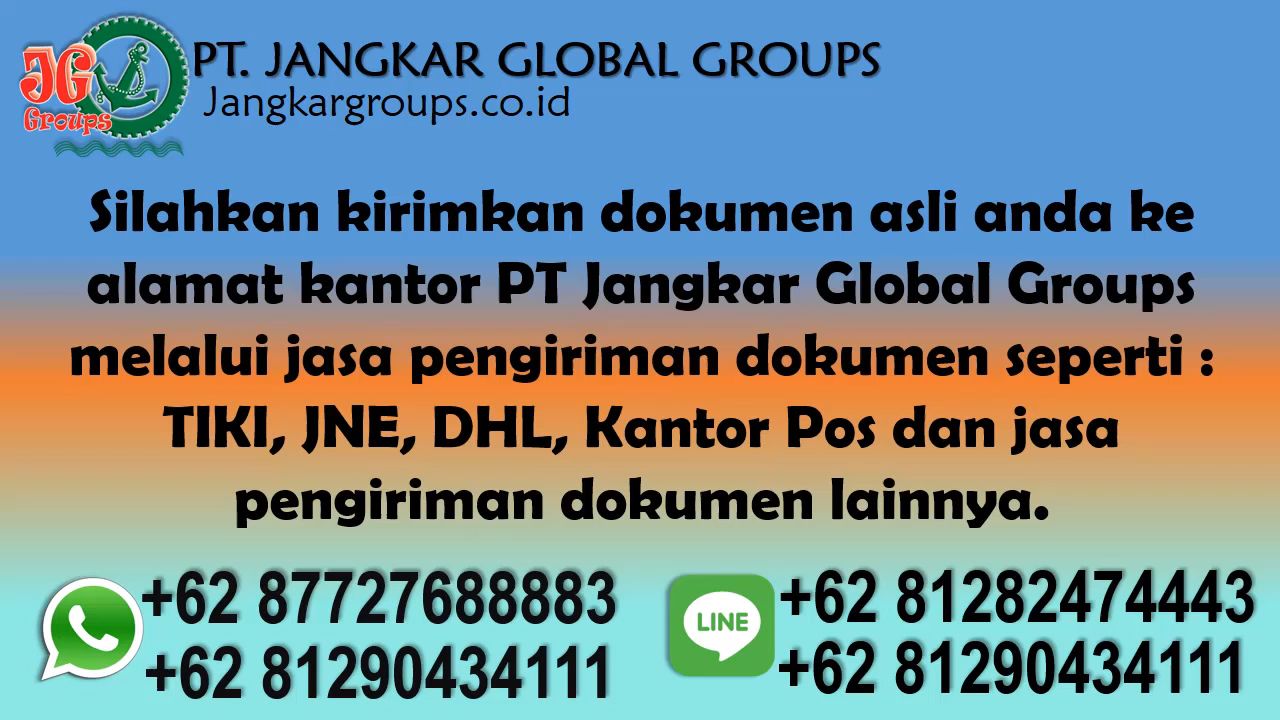 JG
Groups
PT. JANGKAR GLOBAL GROUPS
Jangkargroups.co.id
Silahkan kirimkan dokumen asli anda ke
alamat kantor PT Jangkar Global Groups
melalui jasa pengiriman dokumen seperti :
TIKI, JNE, DHL, Kantor Pos dan jasa
pengiriman dokumen lainnya.
+62 87727688883
+62 81290434111
LINE
+62 81282474443
+62 81290434111